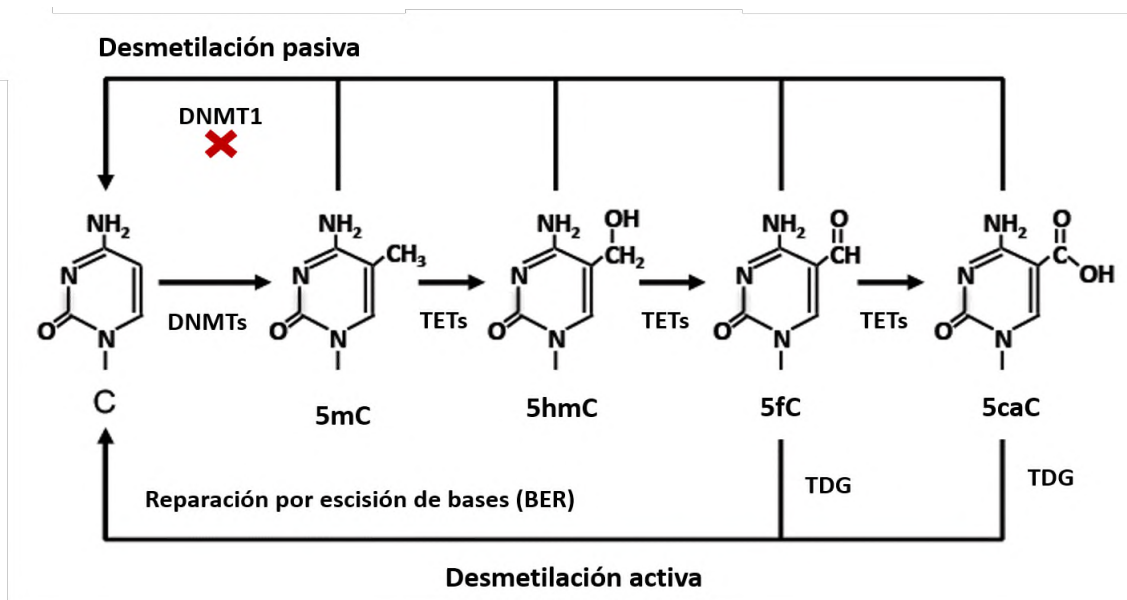 Desmetilación pasiva
DNMT1
NH₂
N
O
N
C
DNMTs
NH₂
CH₃
N
O
N
5mC
TETs
NH₂
OH
CH₂
N
O
N
5hmC
TETs
NH₂
O
CH
N
O
N
5fC
TETs
NH₂
O
C
OH
N
O
N
5caC
TDG
TDG
Reparación por escisión de bases (BER)
Desmetilación activa